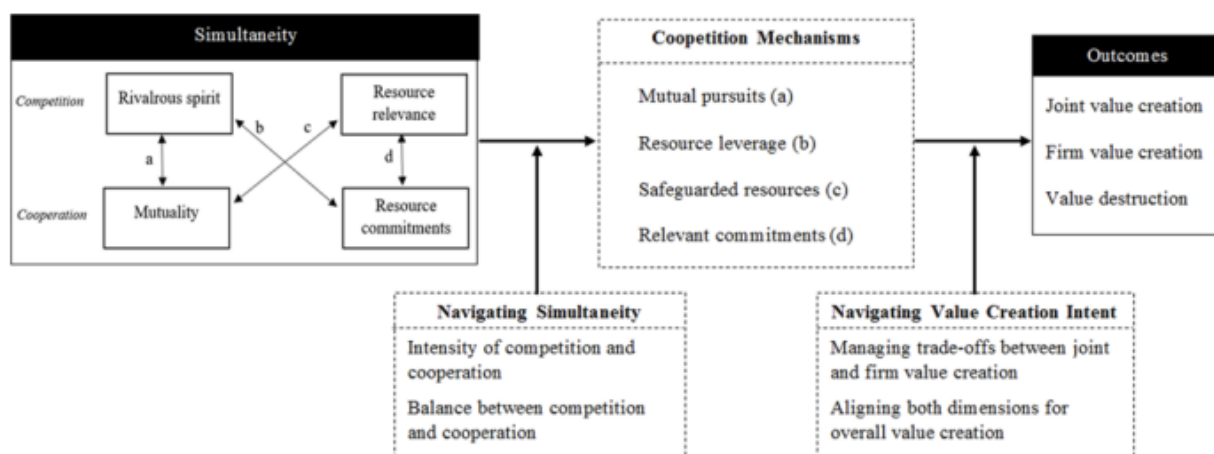 Simultaneity
Competition
Rivalrous spirit
Resource
relevance
a
b
c
d
Cooperation
Mutuality
Resource
commitments
Coopetition Mechanisms
Mutual pursuits (a)
Resource leverage (b)
Safeguarded resources (c)
Relevant commitments (d)
Outcomes
Joint value creation
Firm value creation
Value destruction
Navigating Simultaneity
Intensity of competition and
cooperation
Balance between competition
and cooperation
Navigating Value Creation Intent
Managing trade-offs between joint
and firm value creation
Aligning both dimensions for
overall value creation